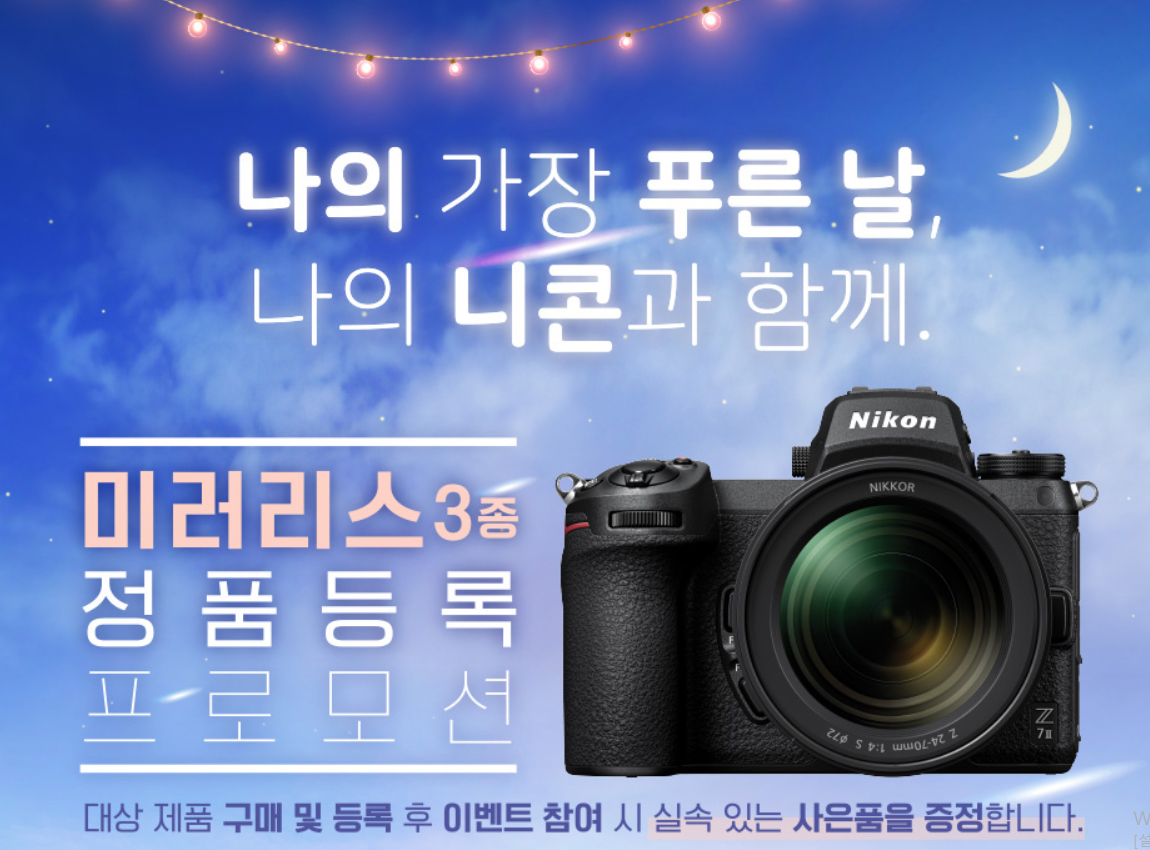 나의 가장 푸른 날,
나의 니콘과 함께.
Nikon
NIKKOR
미러리스 3종
정품등록
프로모션
Z 7II
Z 24-70mm 1:4 S ø72
대상 제품 구매 및 등록 후 이벤트 참여 시 실속 있는 사은품을 증정합니다.